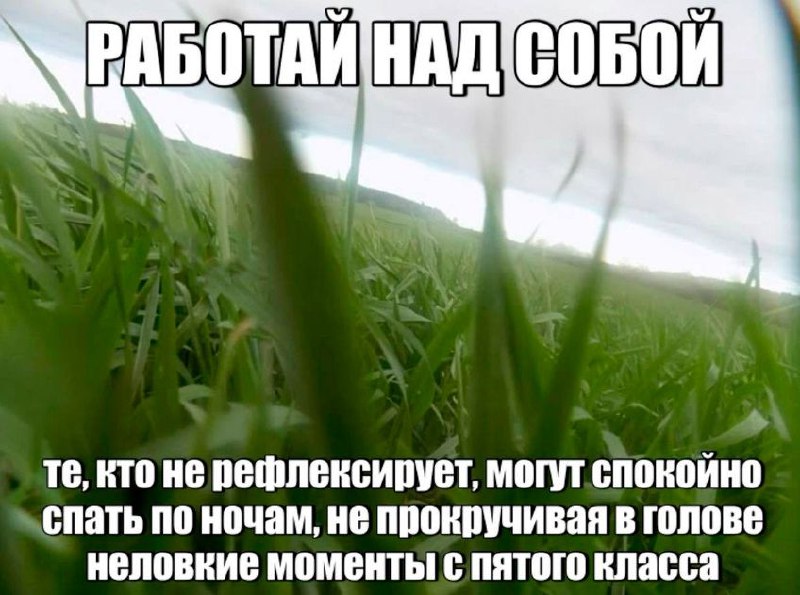 РАБОТАЙ НАД СОБОЙ
те, кто не рефлексирует, могут спокойно
спать по ночам, не прокручивая в голове
неловкие моменты с пятого класса